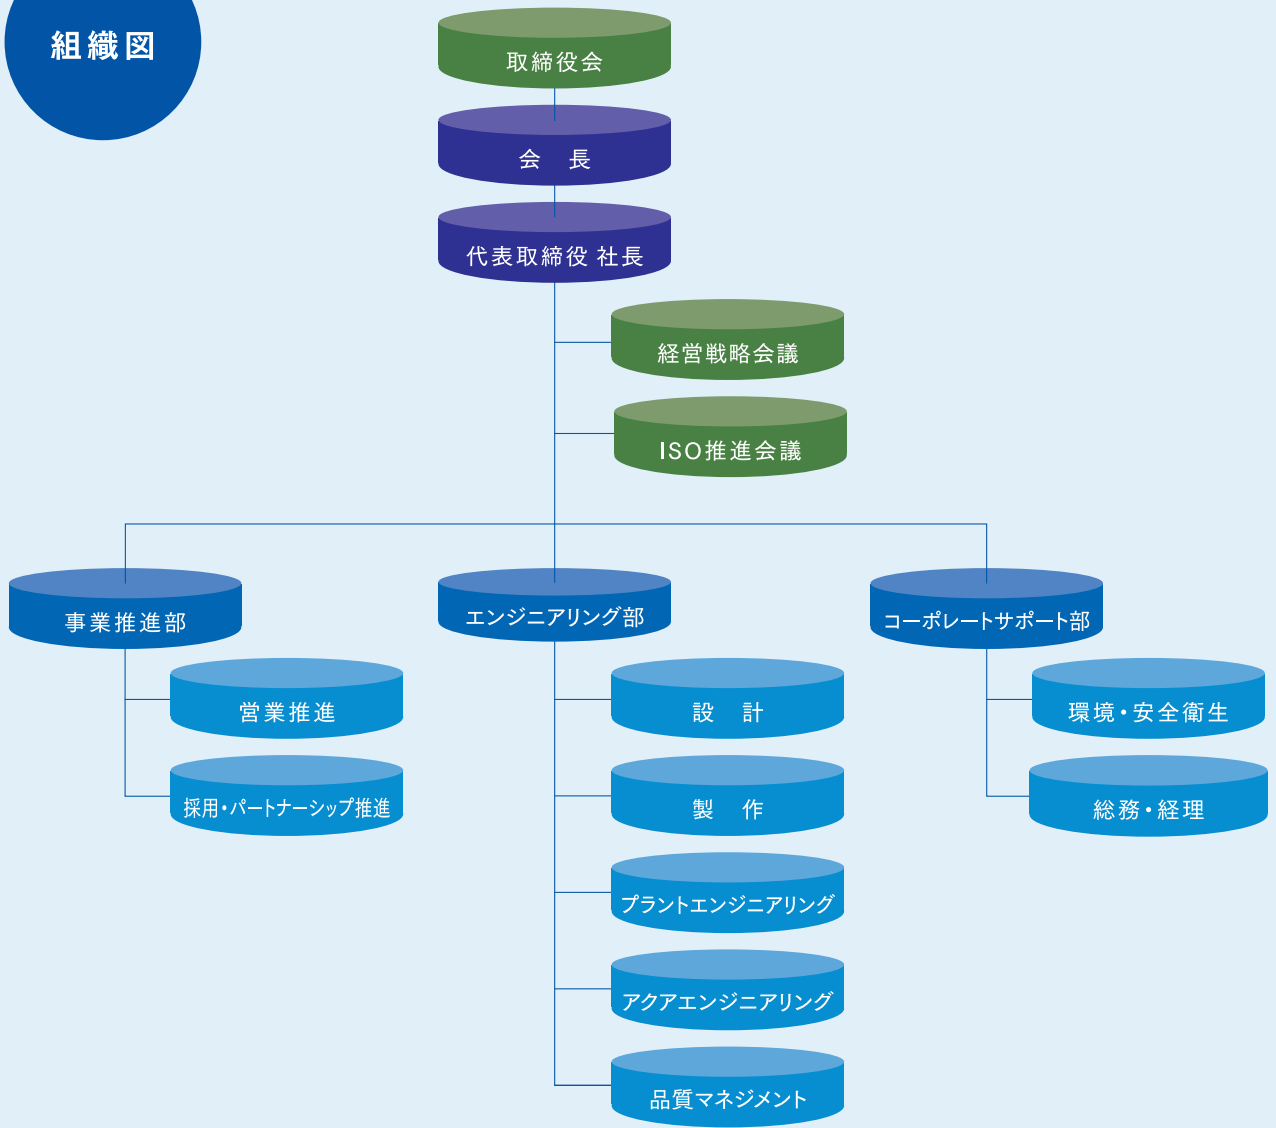 組織図
取締役会
会　長
代表取締役 社長
経営戦略会議
ISO推進会議
事業推進部
エンジニアリング部
コーポレートサポート部
営業推進
採用・パートナーシップ推進
設　計
製　作
プラントエンジニアリング
アクアエンジニアリング
品質マネジメント
環境・安全衛生
総務・経理